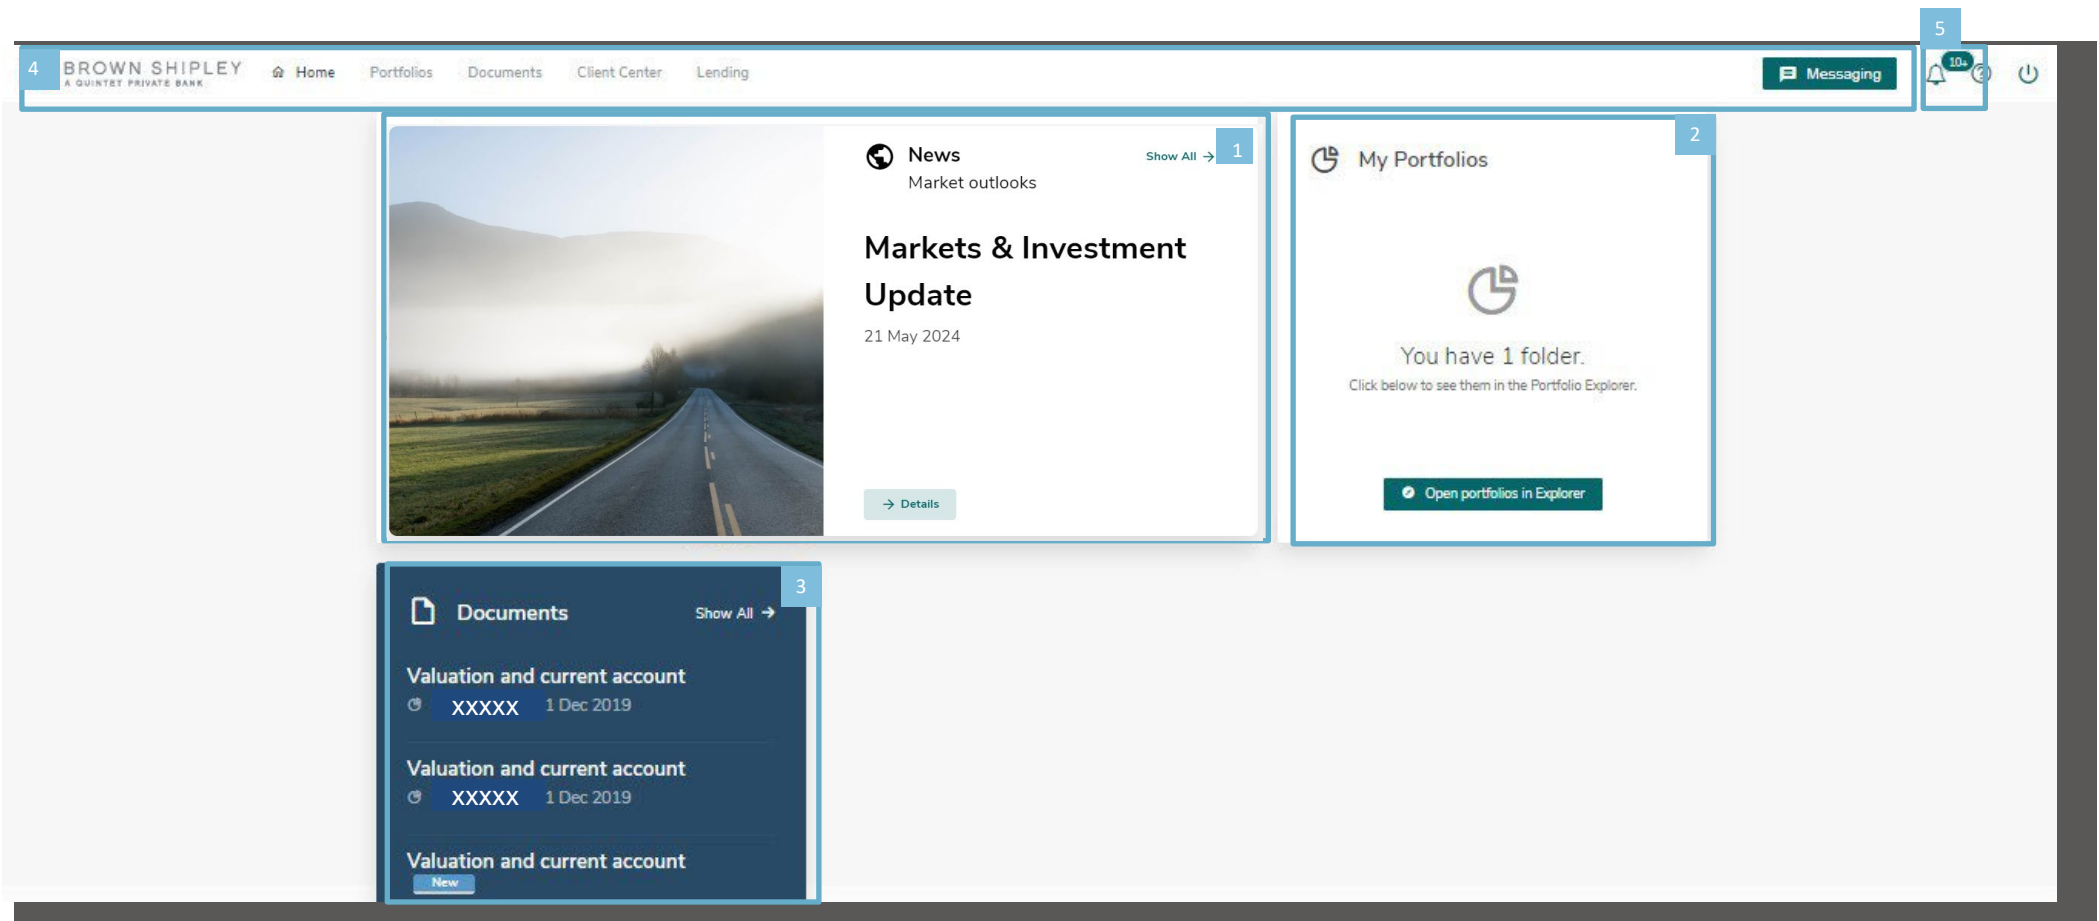 5
4
BROWN SHIPLEY
A QUINTET PRIVATE BANK
Home
Portfolios
Documents
Client Center
Lending
Messaging
10+
News
Show All →
1
Market outlooks
Markets & Investment
Update
21 May 2024
→ Details
2
My Portfolios
You have 1 folder.
Click below to see them in the Portfolio Explorer.
Open portfolios in Explorer
3
Documents
Show All →
Valuation and current account
XXXXX 1 Dec 2019
Valuation and current account
XXXXX 1 Dec 2019
Valuation and current account
New